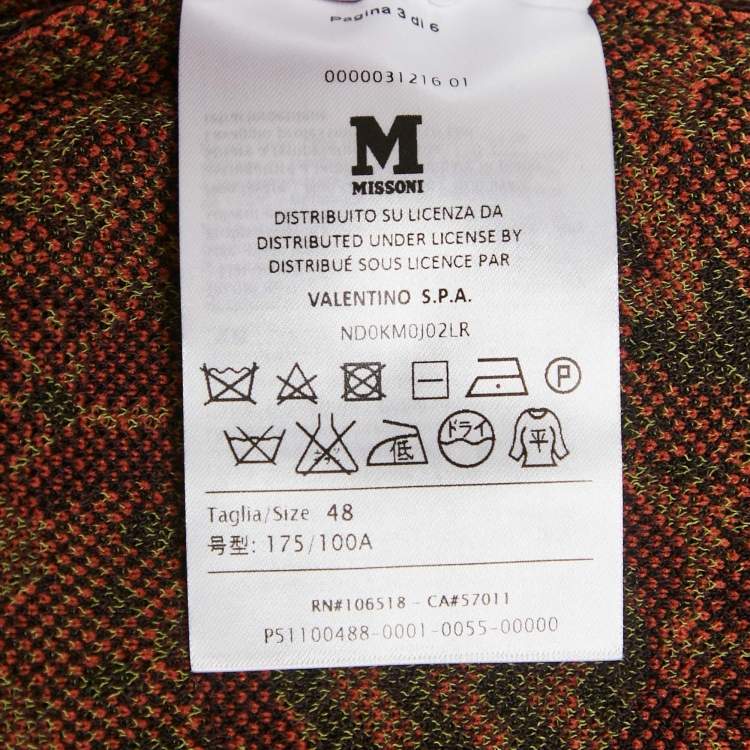 Pagina 3 di 6
0000031216 01
M
MISSONI
DISTRIBUITO SU LICENZA DA
DISTRIBUTED UNDER LICENSE BY
DISTRIBUÉ SOUS LICENCE PAR
VALENTINO S.P.A.
ND0KM0J02LR
P
低 ドライ 平
Taglia/Size 48
号型: 175/100A
RN#106518 - CA#57011
PS1100488-0001-0055-00000